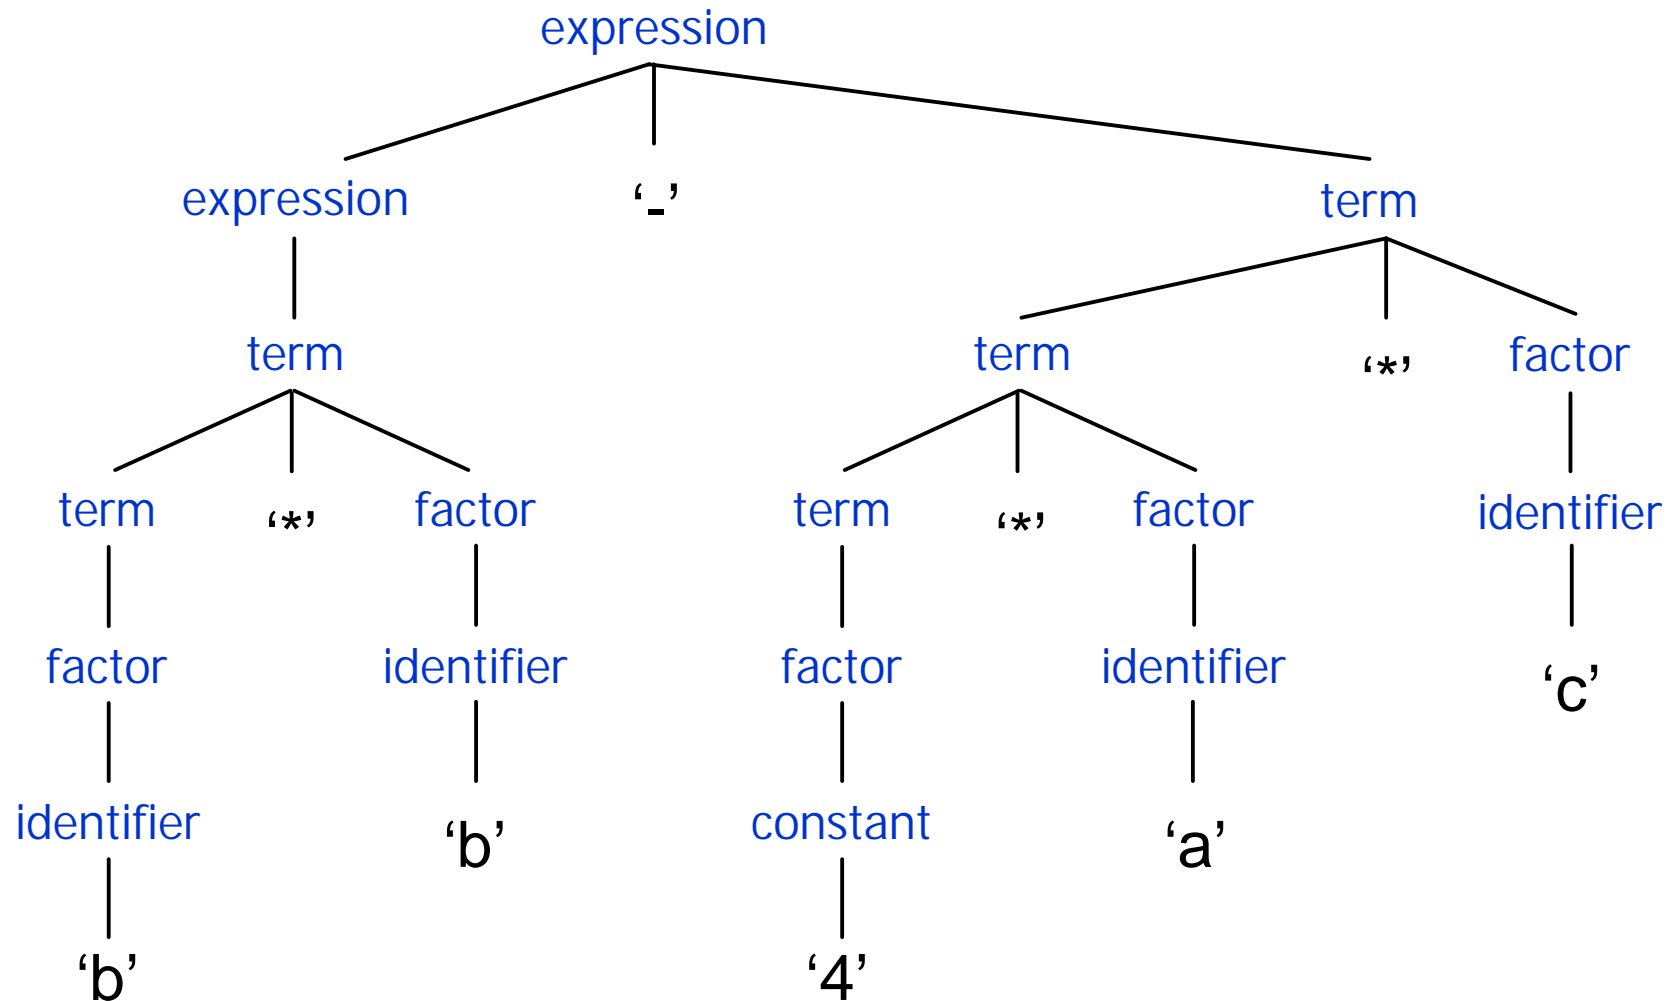 expression
expression ‘-’ term
term term ‘*’ factor
term ‘*’ factor term ‘*’ factor identifier
factor identifier factor identifier ‘c’
identifier ‘b’ constant ‘a’
‘b’ ‘4’